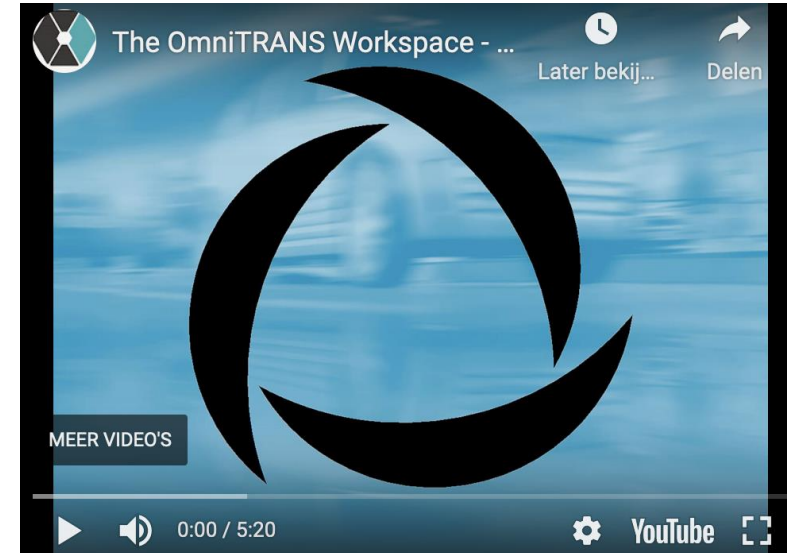 The OmniTRANS Workspace - ...
Later bekij...
Delen
MEER VIDEO'S
0:00 / 5:20
YouTube